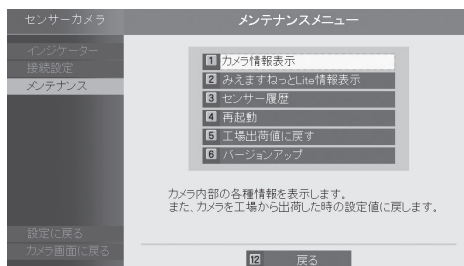 センサーカメラ
メンテナンスメニュー
インジケーター
接続設定
メンテナンス
1 カメラ情報表示
2 みえますねっとLite情報表示
3 センサー履歴
4 再起動
5 工場出荷値に戻す
6 バージョンアップ
カメラ内部の各種情報を表示します。
また、カメラを工場から出荷した時の設定値に戻します。
設定に戻る
カメラ画面に戻る
12 戻る